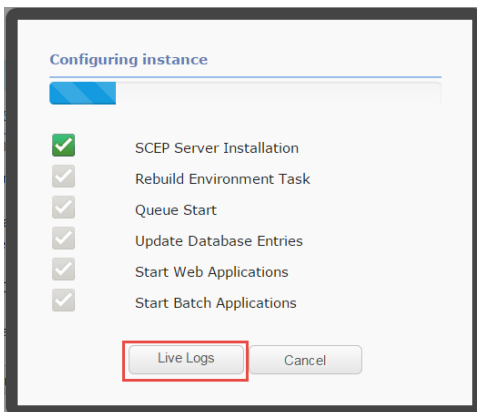 Configuring instance
SCEP Server Installation
Rebuild Environment Task
Queue Start
Update Database Entries
Start Web Applications
Start Batch Applications
Live Logs
Cancel